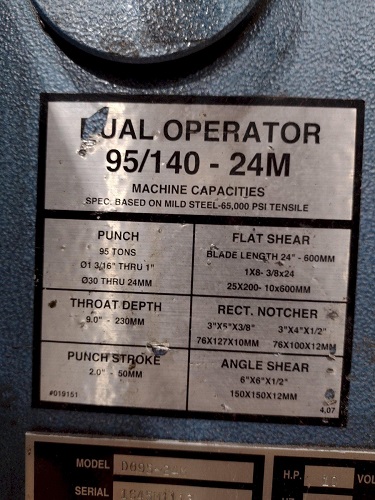 DUAL OPERATOR
95/140 - 24M
MACHINE CAPACITIES
SPEC. BASED ON MILD STEEL-65,000 PSI TENSILE
PUNCH
95 TONS
Ø1 3/16" THRU 1"
Ø30 THRU 24MM
THROAT DEPTH
9.0" - 230MM
PUNCH STROKE
2.0" - 50MM
#019151
FLAT SHEAR
BLADE LENGTH 24" - 600MM
1X8- 3/8x24
25X200- 10x600MM
RECT. NOTCHER
3"X5"X3/8" 3"X4"X1/2"
76X127X10MM 76X100X12MM
ANGLE SHEAR
6"X6"X1/2"
150X150X12MM
4.07
MODEL
H.P.
SERIAL